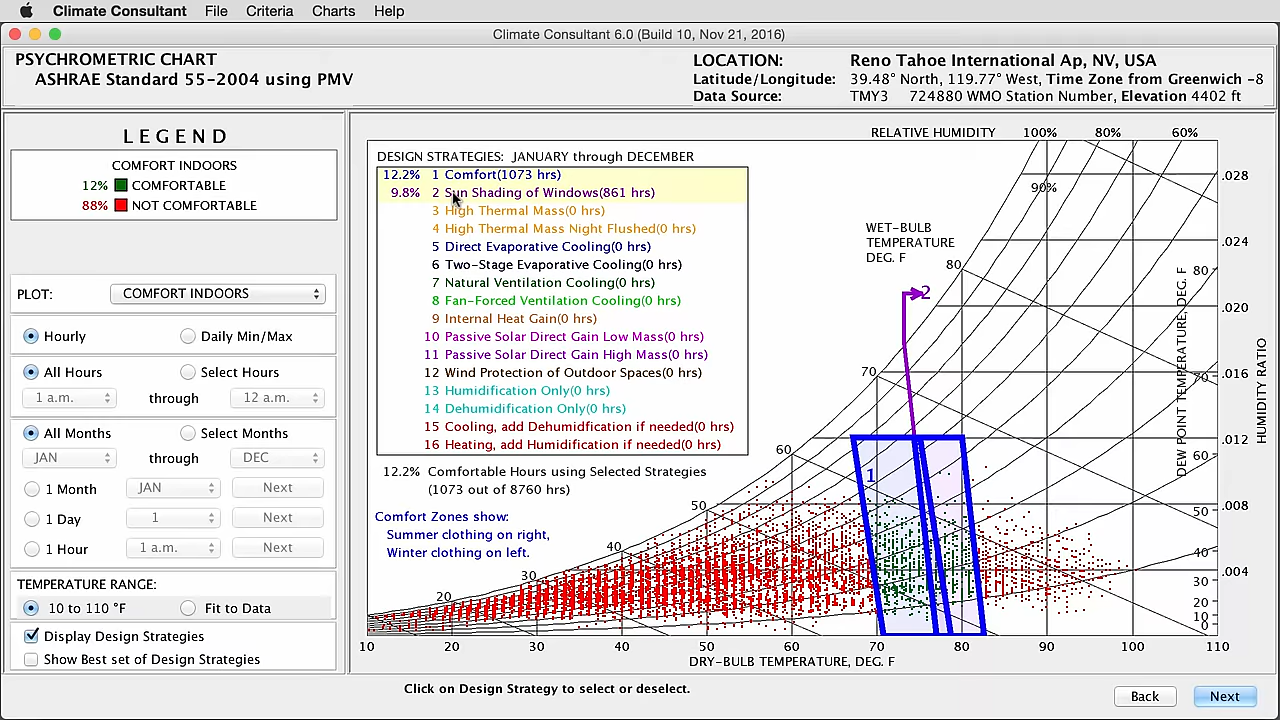 Climate Consultant File Criteria Charts Help
Climate Consultant 6.0 (Build 10, Nov 21, 2016)
PSYCHROMETRIC CHART
ASHRAE Standard 55-2004 using PMV
LOCATION: Reno Tahoe International Ap, NV, USA
Latitude/Longitude: 39.48° North, 119.77° West, Time Zone from Greenwich -8
Data Source: TMY3 724880 WMO Station Number, Elevation 4402 ft
LEGEND
COMFORT INDOORS
12% COMFORTABLE
88% NOT COMFORTABLE
PLOT: COMFORT INDOORS
Hourly Daily Min/Max
All Hours Select Hours
1 a.m. through 12 a.m.
All Months Select Months
JAN through DEC
1 Month JAN Next
1 Day 1 Next
1 Hour 1 a.m. Next
TEMPERATURE RANGE:
10 to 110 °F Fit to Data
Display Design Strategies
Show Best set of Design Strategies
RELATIVE HUMIDITY 100% 80% 60%
90%
DESIGN STRATEGIES: JANUARY through DECEMBER
12.2% 1 Comfort(1073 hrs)
9.8% 2 Sun Shading of Windows(861 hrs)
3 High Thermal Mass(0 hrs)
4 High Thermal Mass Night Flushed(0 hrs)
5 Direct Evaporative Cooling(0 hrs)
6 Two-Stage Evaporative Cooling(0 hrs)
7 Natural Ventilation Cooling(0 hrs)
8 Fan-Forced Ventilation Cooling(0 hrs)
9 Internal Heat Gain(0 hrs)
10 Passive Solar Direct Gain Low Mass(0 hrs)
11 Passive Solar Direct Gain High Mass(0 hrs)
12 Wind Protection of Outdoor Spaces(0 hrs)
13 Humidification Only(0 hrs)
14 Dehumidification Only(0 hrs)
15 Cooling, add Dehumidification if needed(0 hrs)
16 Heating, add Humidification if needed(0 hrs)
12.2% Comfortable Hours using Selected Strategies
(1073 out of 8760 hrs)
Comfort Zones show:
Summer clothing on right,
Winter clothing on left.
WET-BULB
TEMPERATURE
DEG. F
20
30
40
50
60
70
80
1
2
.028
.024
.020
.016
.012
.008
.004
HUMIDITY RATIO
DEW POINT TEMPERATURE, DEG. F
80
70
60
50
40
30
20
10
0
10 20 30 40 50 60 70 80 90 100 110
DRY-BULB TEMPERATURE, DEG. F
Click on Design Strategy to select or deselect.
Back Next